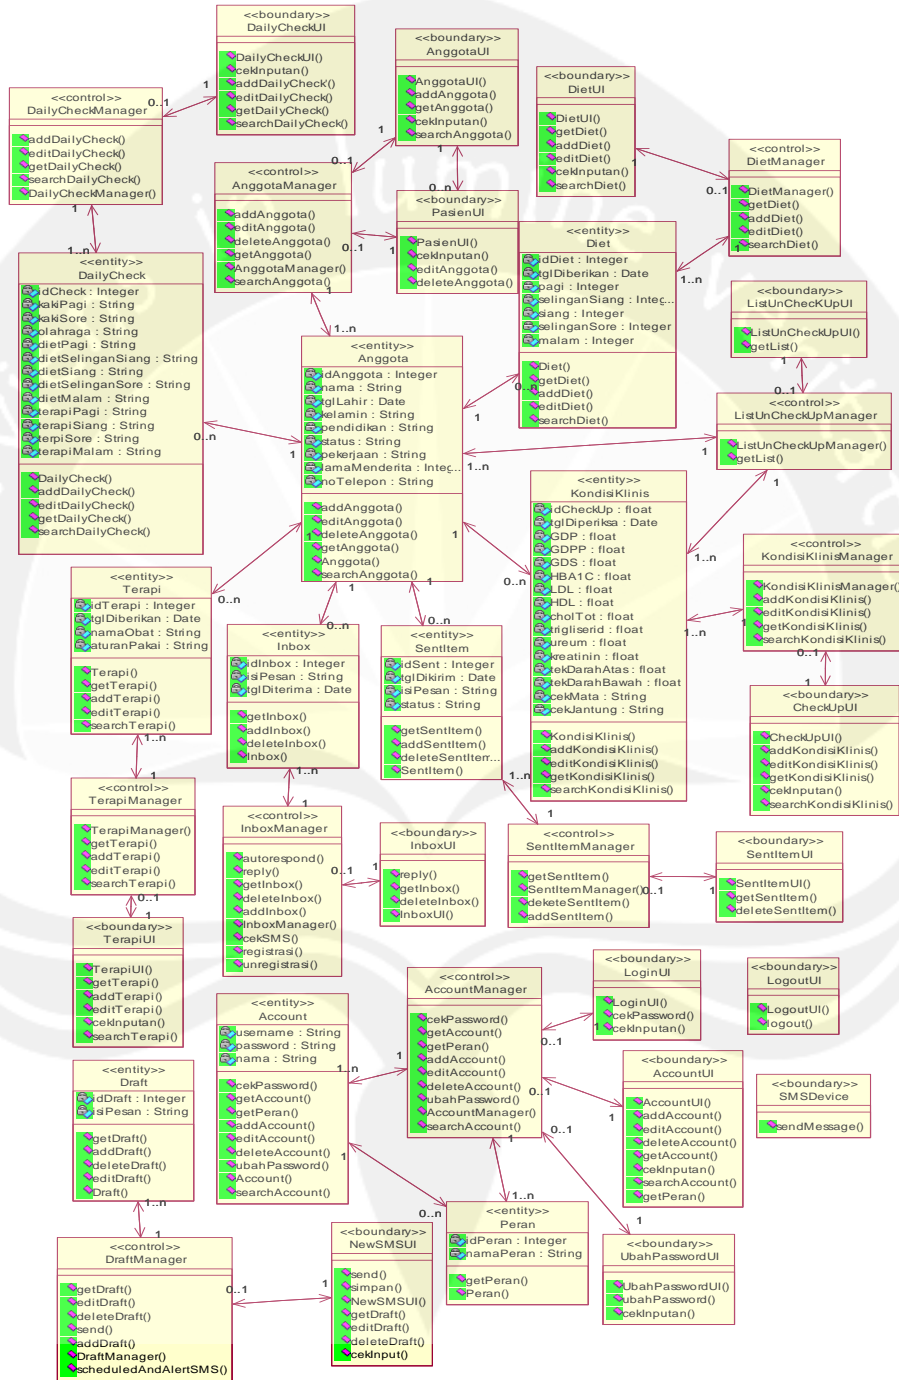 <<boundary>>
DailyCheckUI
DailyCheckUI()
cekInputan()
addDailyCheck()
editDailyCheck()
getDailyCheck()
searchDailyCheck()
<<boundary>>
AnggotaUI
AnggotaUI()
addAnggota()
getAnggota()
cekInputan()
searchAnggota()
<<boundary>>
DietUI
DietUI()
getDiet()
addDiet()
editDiet()
cekInputan()
searchDiet()
<<control>>
DailyCheckManager
addDailyCheck()
editDailyCheck()
getDailyCheck()
searchDailyCheck()
DailyCheckManager()
<<control>>
DietManager
DietManager()
getDiet()
addDiet()
editDiet()
searchDiet()
<<control>>
AnggotaManager
addAnggota()
editAnggota()
deleteAnggota()
getAnggota()
AnggotaManager()
searchAnggota()
<<boundary>>
PasienUI
PasienUI()
cekInputan()
editAnggota()
deleteAnggota()
<<entity>>
Diet
idDiet : Integer
tglDiberikan : Date
pagi : Integer
selinganSiang : Integ...
siang : Integer
selinganSore : Integer
malam : Integer
Diet()
getDiet()
addDiet()
editDiet()
searchDiet()
<<entity>>
DailyCheck
idCheck : Integer
kakiPagi : String
kakiSore : String
olahraga : String
dietPagi : String
dietSelinganSiang : String
dietSiang : String
dietSelinganSore : String
dietMalam : String
terapiPagi : String
terapiSiang : String
terpiSore : String
terapiMalam : String
DailyCheck()
addDailyCheck()
editDailyCheck()
getDailyCheck()
searchDailyCheck()
<<boundary>>
ListUnCheckKUpUI
ListUnCheckUpUI()
getList()
<<entity>>
Anggota
idAnggota : Integer
nama : String
tglLahir : Date
kelamin : String
pendidikan : String
status : String
pekerjaan : String
lamaMenderita : Integ...
noTelepon : String
addAnggota()
editAnggota()
deleteAnggota()
getAnggota()
Anggota()
searchAnggota()
<<control>>
ListUnCheckUpManager
ListUnCheckUpManager()
getList()
<<entity>>
KondisiKlinis
idCheckUp : float
tglDiperiksa : Date
GDP : float
GDPP : float
GDS : float
HBA1C : float
LDL : float
HDL : float
cholTot : float
trigliserid : float
ureum : float
kreatinin : float
tekDarahAtas : float
tekDarahBawah : float
cekMata : String
cekJantung : String
KondisiKlinis()
addKondisiKlinis()
editKondisiKlinis()
getKondisiKlinis()
searchKondisiKlinis()
<<control>>
KondisiKlinisManager
KondisiKlinisManager()
addKondisiKlinis()
editKondisiKlinis()
getKondisiKlinis()
searchKondisiKlinis()
<<entity>>
Terapi
idTerapi : Integer
tglDiberikan : Date
namaObat : String
aturanPakai : String
Terapi()
getTerapi()
addTerapi()
editTerapi()
searchTerapi()
<<entity>>
Inbox
idInbox : Integer
isiPesan : String
tglDiterima : Date
getInbox()
addInbox()
deleteInbox()
Inbox()
<<entity>>
SentItem
idSent : Integer
tglDikirim : Date
isiPesan : String
status : String
getSentItem()
addSentItem()
deleteSentItem...
SentItem()
<<boundary>>
CheckUpUI
CheckUpUI()
addKondisiKlinis()
editKondisiKlinis()
getKondisiKlinis()
cekInputan()
searchKondisiKlinis()
<<control>>
TerapiManager
TerapiManager()
getTerapi()
addTerapi()
editTerapi()
searchTerapi()
<<control>>
InboxManager
autorespond()
reply()
getInbox()
deleteInbox()
addInbox()
InboxManager()
cekSMS()
registrasi()
unregistrasi()
<<boundary>>
InboxUI
reply()
getInbox()
deleteInbox()
InboxUI()
<<control>>
SentItemManager
getSentItem()
SentItemManager()
deketeSentItem()
addSentItem()
<<boundary>>
SentItemUI
SentItemUI()
getSentItem()
deleteSentItem()
<<boundary>>
TerapiUI
TerapiUI()
getTerapi()
addTerapi()
editTerapi()
cekInputan()
searchTerapi()
<<entity>>
Account
username : String
password : String
nama : String
cekPassword()
getAccount()
getPeran()
addAccount()
editAccount()
deleteAccount()
ubahPassword()
Account()
searchAccount()
<<control>>
AccountManager
cekPassword()
getAccount()
getPeran()
addAccount()
editAccount()
deleteAccount()
ubahPassword()
AccountManager()
searchAccount()
<<boundary>>
LoginUI
LoginUI()
cekPassword()
cekInputan()
<<boundary>>
LogoutUI
LogoutUI()
logout()
<<boundary>>
AccountUI
AccountUI()
addAccount()
editAccount()
deleteAccount()
getAccount()
cekInputan()
searchAccount()
getPeran()
<<boundary>>
SMSDevice
sendMessage()
<<entity>>
Draft
idDraft : Integer
isiPesan : String
getDraft()
addDraft()
deleteDraft()
editDraft()
Draft()
<<entity>>
Peran
idPeran : Integer
namaPeran : String
getPeran()
Peran()
<<boundary>>
UbahPasswordUI
UbahPasswordUI()
ubahPassword()
cekInputan()
<<control>>
DraftManager
getDraft()
editDraft()
deleteDraft()
send()
addDraft()
DraftManager()
scheduledAndAlertSMS()
<<boundary>>
NewSMSUI
send()
simpan()
NewSMSUI()
getDraft()
editDraft()
deleteDraft()
cekInput()